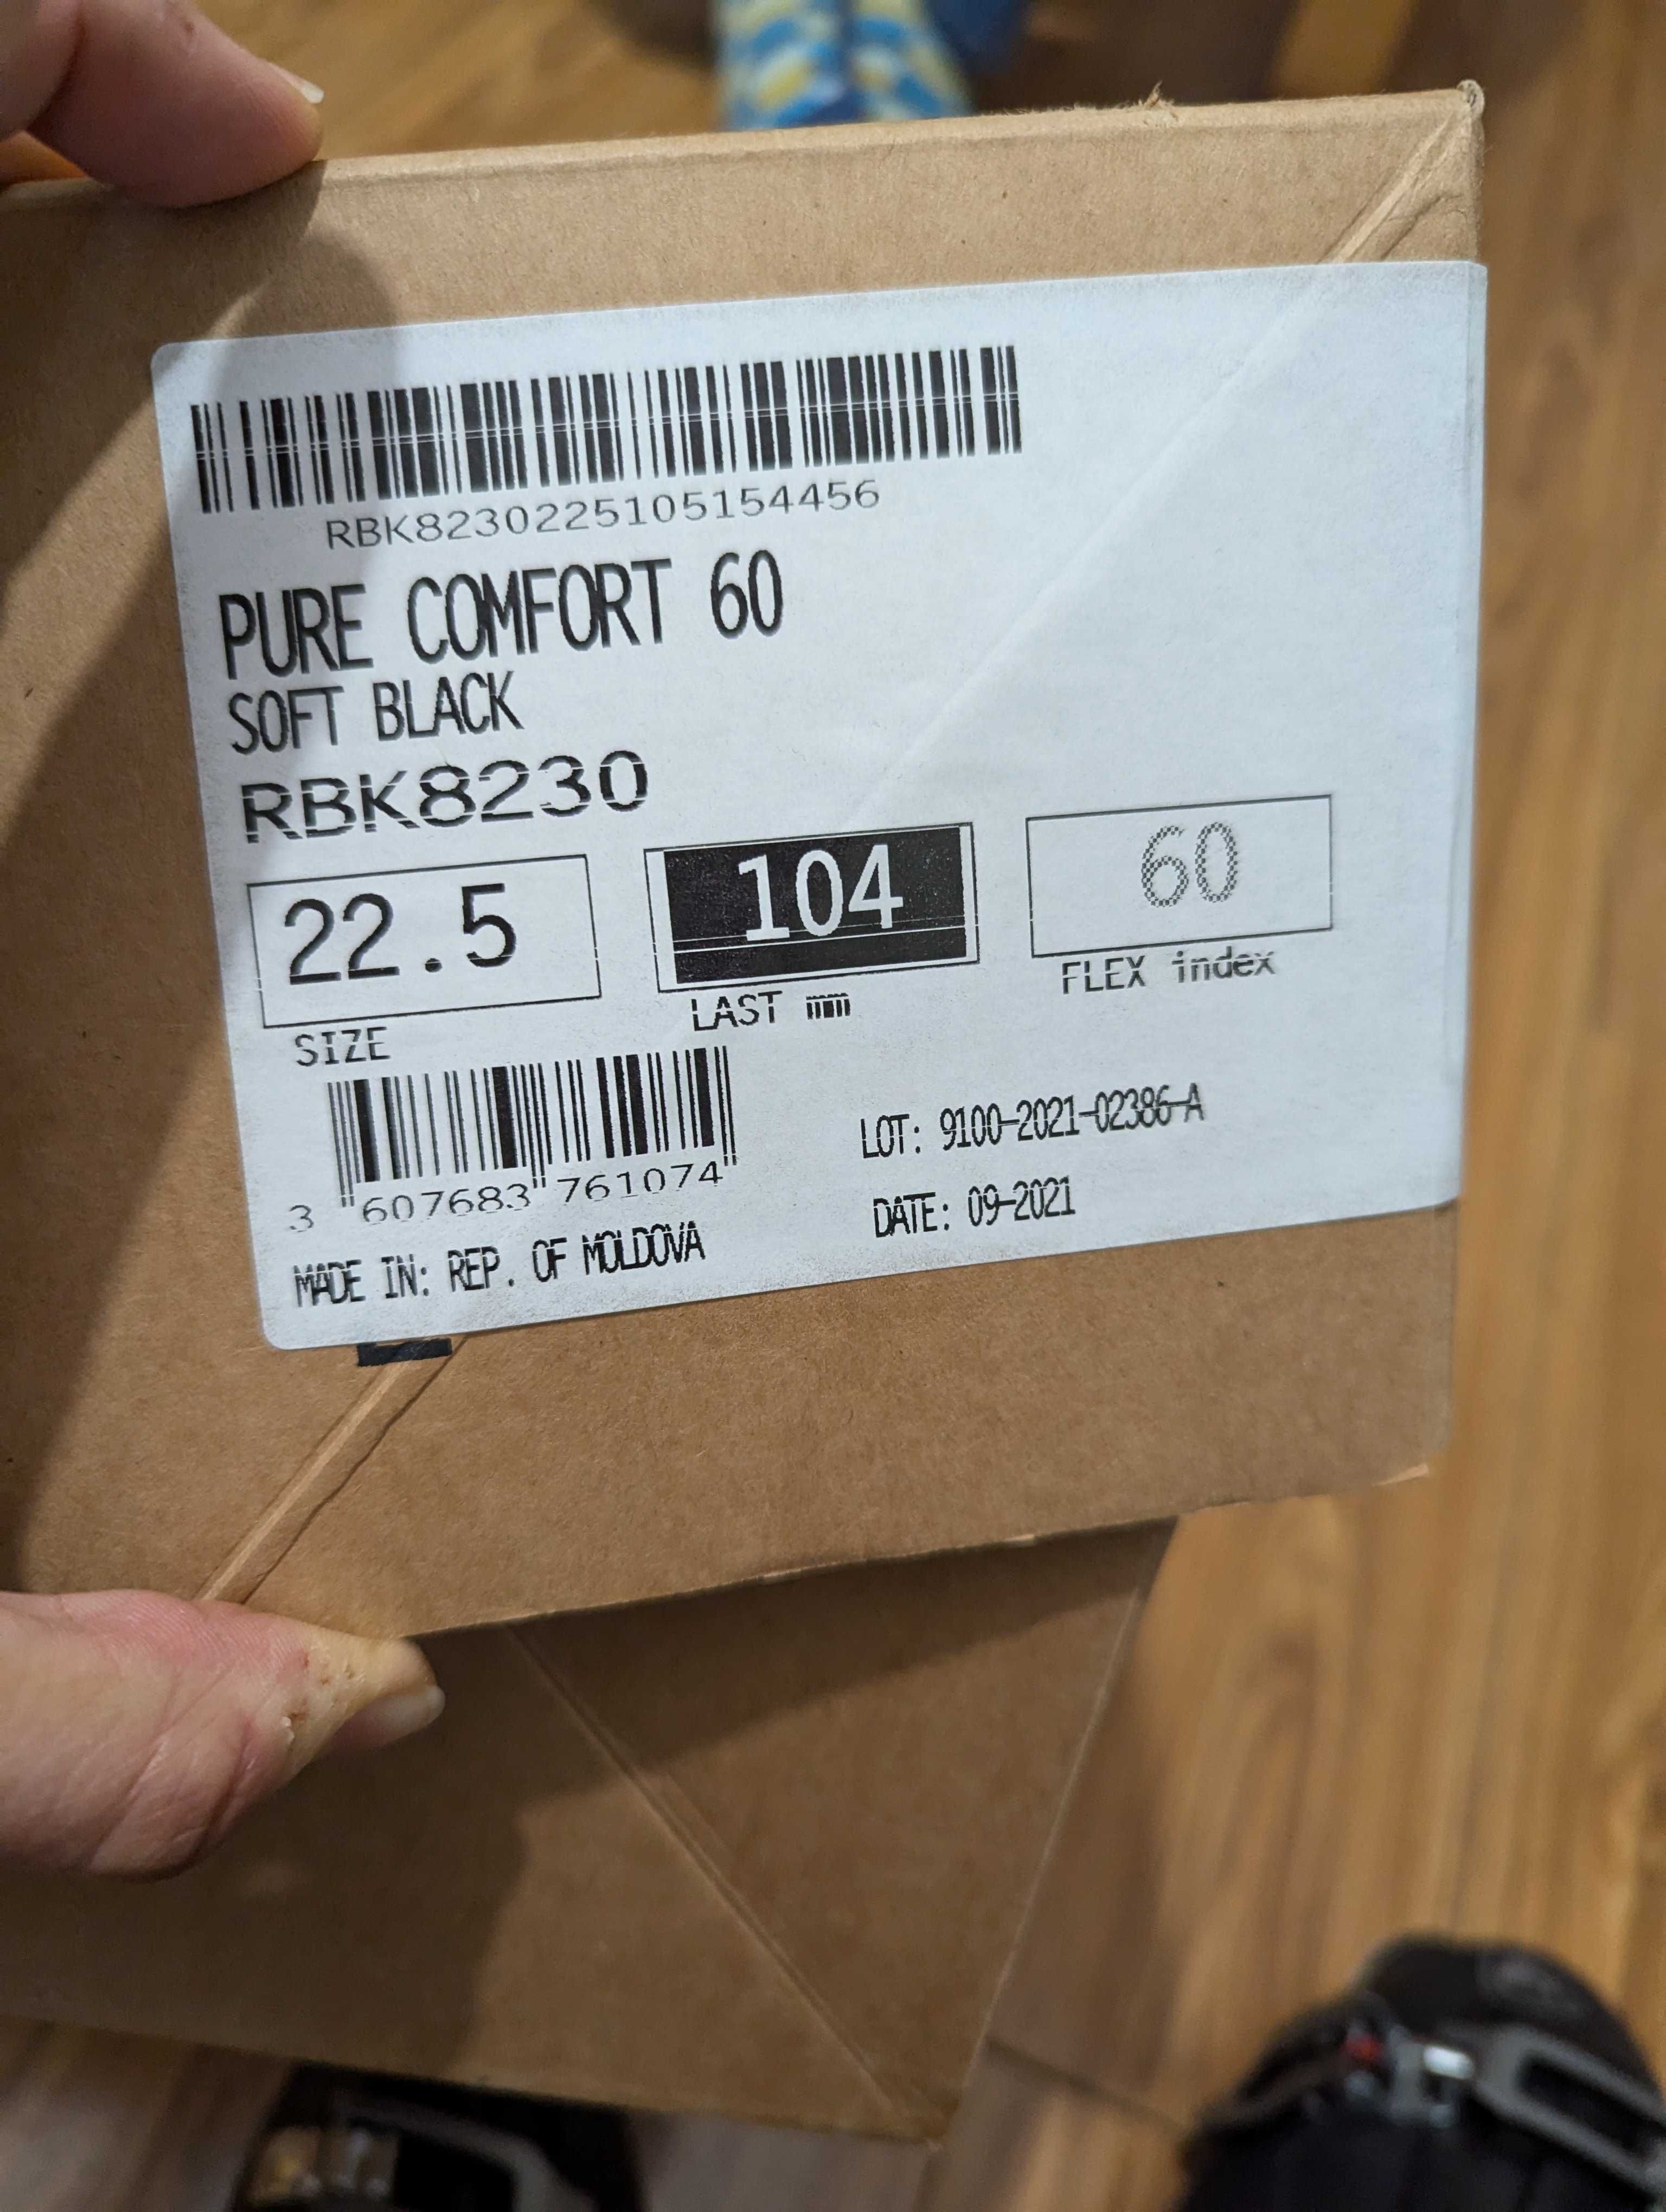 RBK8230225105154456
PURE COMFORT 60
SOFT BLACK
RBK8230
22.5
SIZE
104
LAST mm
60
FLEX index
3 "607683"761074"
LOT: 9100-2021-02386-A
DATE: 09-2021
MADE IN: REP. OF MOLDOVA